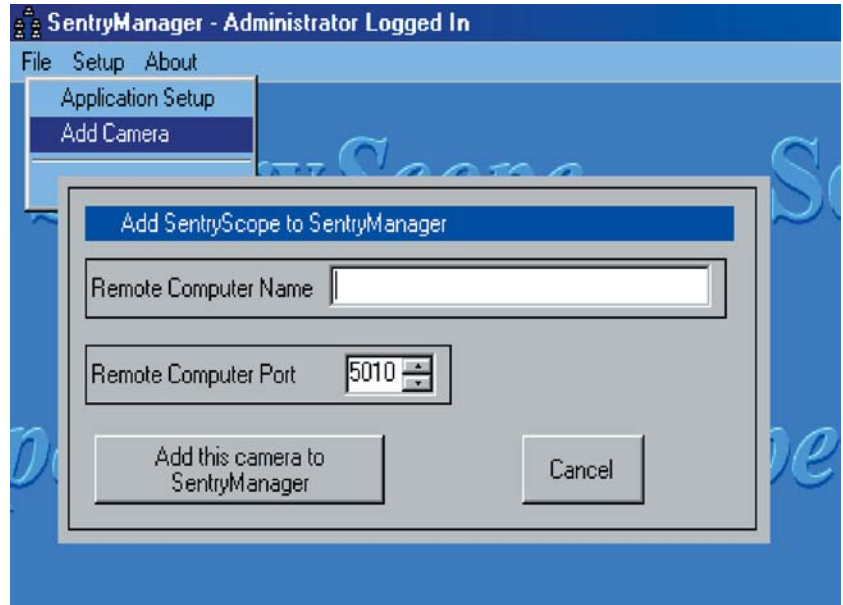 SentryManager - Administrator Logged In
File Setup About
Application Setup
Add Camera
Scope
Add SentryScope to SentryManager
Remote Computer Name
Remote Computer Port 5010
Add this camera to
SentryManager
Cancel